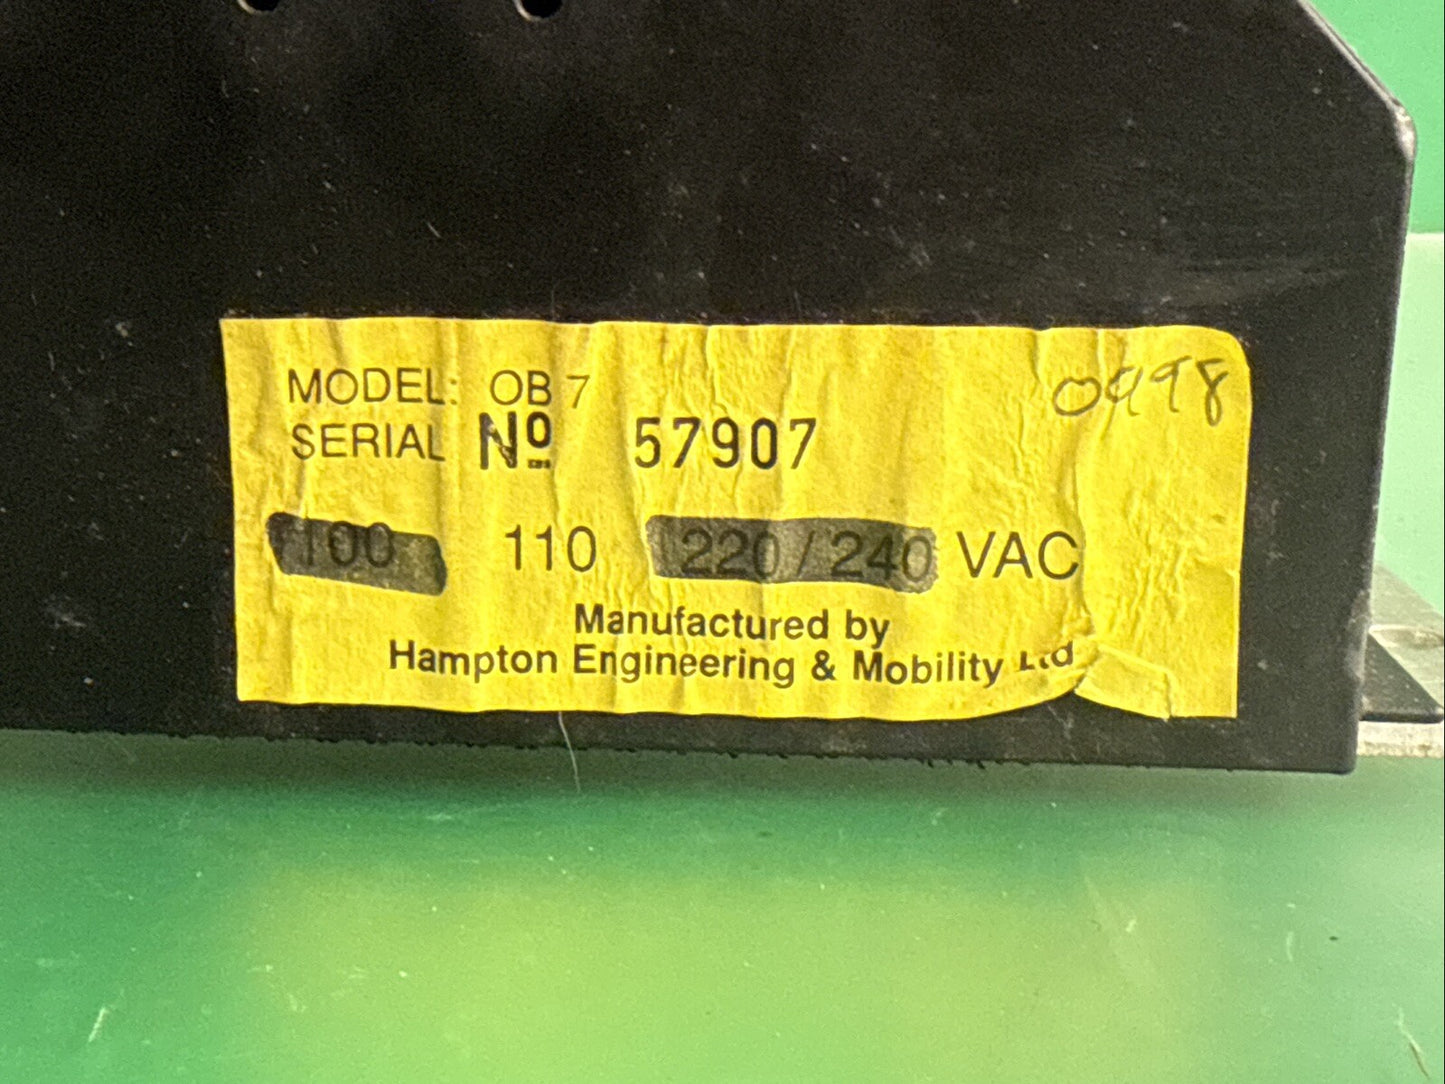 MODEL: OB 7
0998
SERIAL Nº 57907
100 110 220/240 VAC
Manufactured by
Hampton Engineering & Mobility Ltd